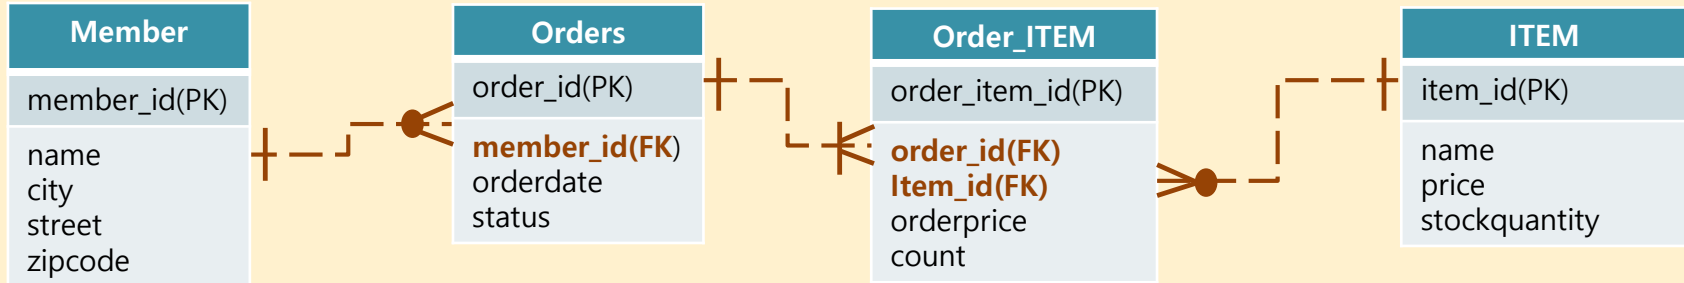 Member
member_id(PK)
name
city
street
zipcode
Orders
order_id(PK)
member_id(FK)
orderdate
status
Order_ITEM
order_item_id(PK)
order_id(FK)
Item_id(FK)
orderprice
count
ITEM
item_id(PK)
name
price
stockquantity